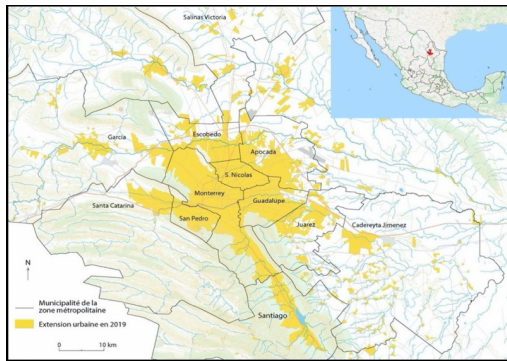 Salinas Victoria
García
Escobedo
Apocada
S. Nicolas
Monterrey
Guadalupe
Santa Catarina
San Pedro
Juarez
Cadereyta Jimenez
Santiago
N
Municipalité de la
zone métropolitaine
Extension urbaine en 2019
0 10 km